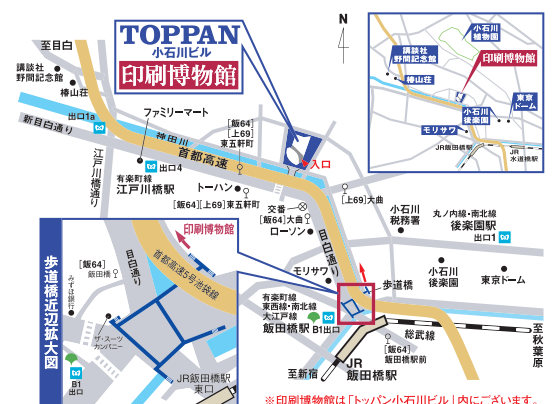 TOPPAN
小石川ビル
印刷博物館
N
至目白
講談社
野間記念館
椿山荘
新目白通り
出口1a
ファミリーマート
神田川
首都高速
[飯64]
[上69]
東五軒町
入口
江戸川橋通り
出口4
有楽町線
江戸川橋駅
トーハン
[飯64][上69]東五軒町
交番
[飯64]大曲
ローソン
[上69]大曲
目白通り
小石川
税務署
丸ノ内線・南北線
後楽園駅
出口1
小石川
後楽園
東京ドーム
モリサワ
歩道橋
有楽町線
東西線・南北線
大江戸線
飯田橋駅
B1出口
総武線
[飯64]
飯田橋駅前
JR
飯田橋駅
至新宿
至秋葉原
小石川
植物園
講談社
野間記念館
椿山荘
印刷博物館
小石川
後楽園
東京
ドーム
モリサワ
JR飯田橋駅
JR
水道橋駅
歩道橋近辺拡大図
印刷博物館
目白通り
首都高速5号池袋線
[飯64]
飯田橋
みずほ銀行
ザ・スーツ
カンパニー
B1
出口
JR飯田橋駅
東口
※印刷博物館は「トッパン小石川ビル」内にございます。